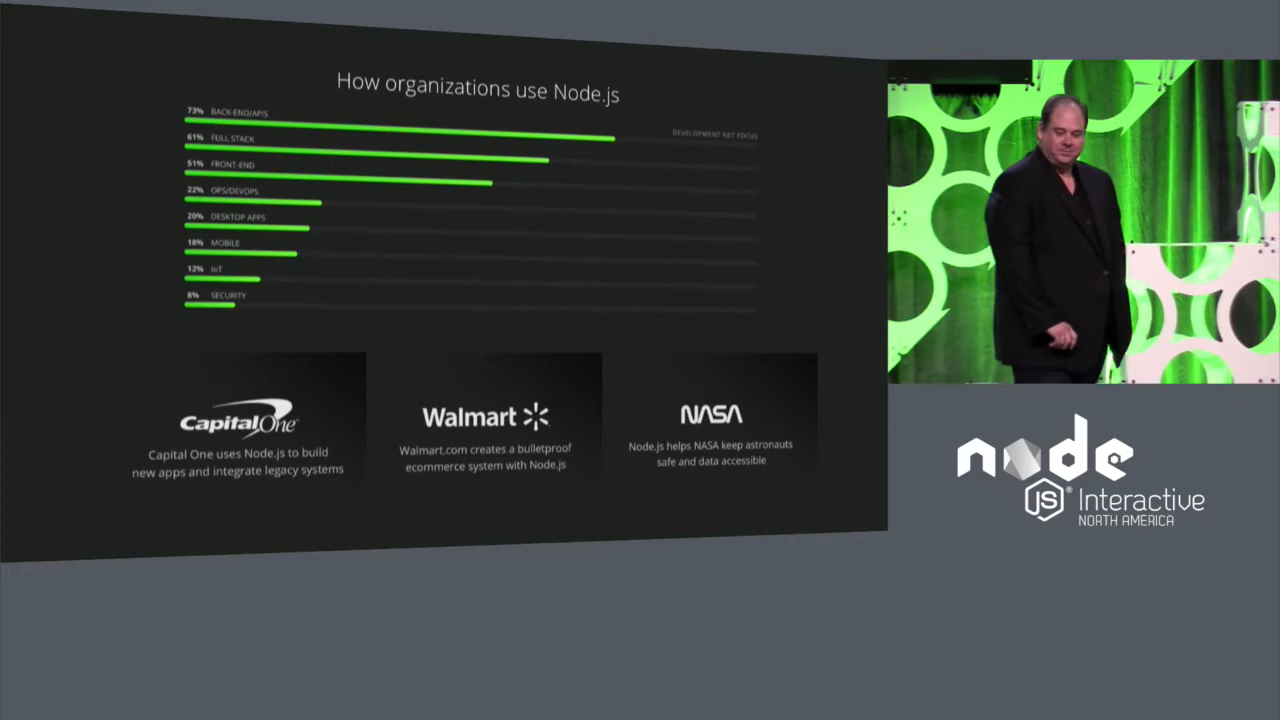 How organizations use Node.js
73% BACK-END/APIS
DEVELOPMENT NET FOCUS
61% FULL STACK
51% FRONT-END
22% OPS/DEVOPS
20% DESKTOP APPS
18% MOBILE
12% IoT
8% SECURITY
Capital One
Capital One uses Node.js to build
new apps and integrate legacy systems
Walmart
Walmart.com creates a bulletproof
ecommerce system with Node.js
NASA
Node.js helps NASA keep astronauts
safe and data accessible
node
JS® Interactive
NORTH AMERICA